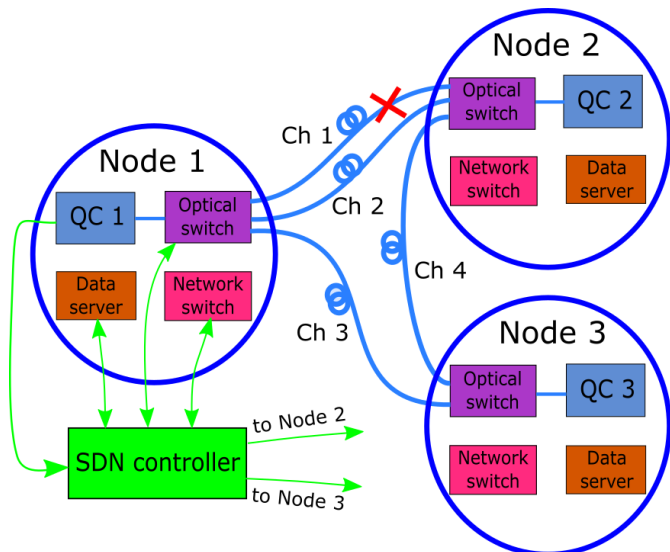 Node 1
QC 1
Optical
switch
Data
server
Network
switch
Ch 1
Ch 2
Ch 3
Ch 4
Node 2
Optical
switch
QC 2
Network
switch
Data
server
Node 3
Optical
switch
QC 3
Network
switch
Data
server
SDN controller
to Node 2
to Node 3